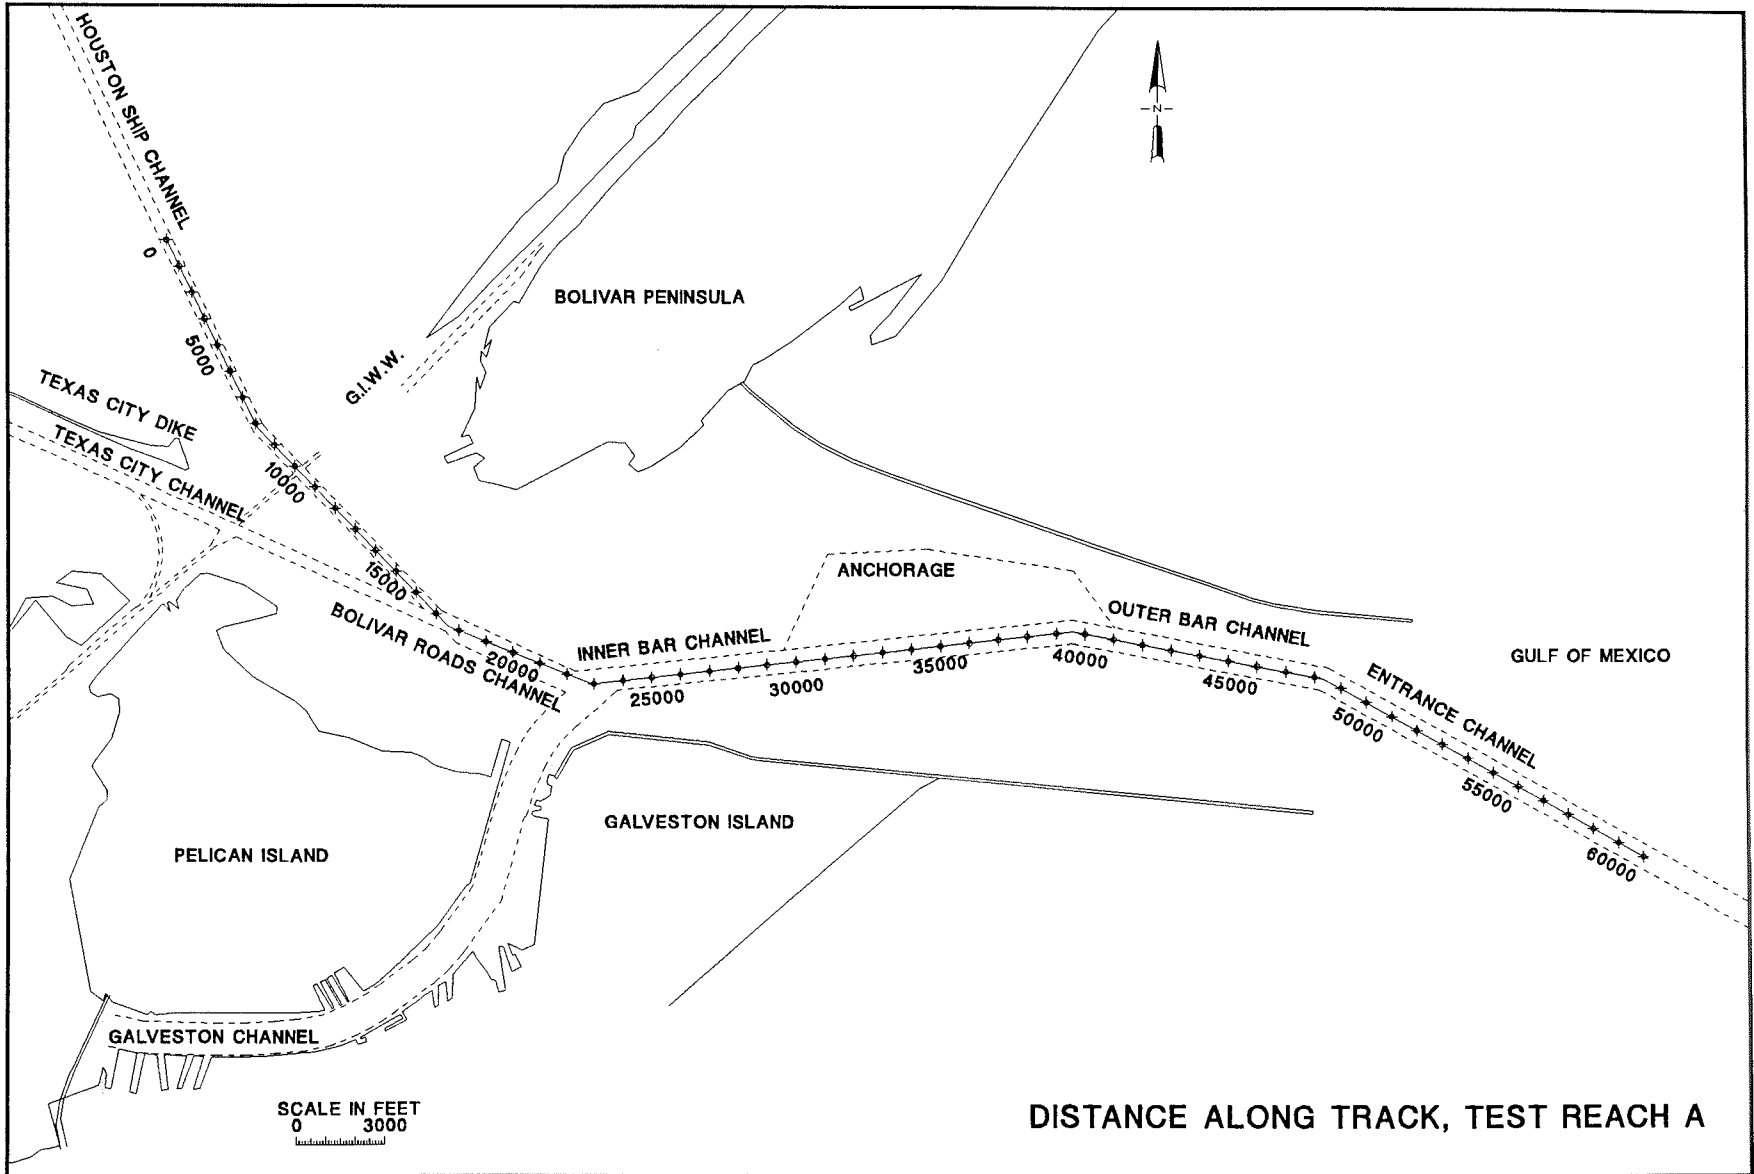 HOUSTON SHIP CHANNEL
N
0
BOLIVAR PENINSULA
5000
G.I.W.W.
TEXAS CITY DIKE
TEXAS CITY CHANNEL
10000
15000
ANCHORAGE
BOLIVAR ROADS CHANNEL
20000
INNER BAR CHANNEL
OUTER BAR CHANNEL
GULF OF MEXICO
25000
30000
35000
40000
45000
ENTRANCE CHANNEL
50000
55000
60000
GALVESTON ISLAND
PELICAN ISLAND
GALVESTON CHANNEL
SCALE IN FEET
0 3000
DISTANCE ALONG TRACK, TEST REACH A